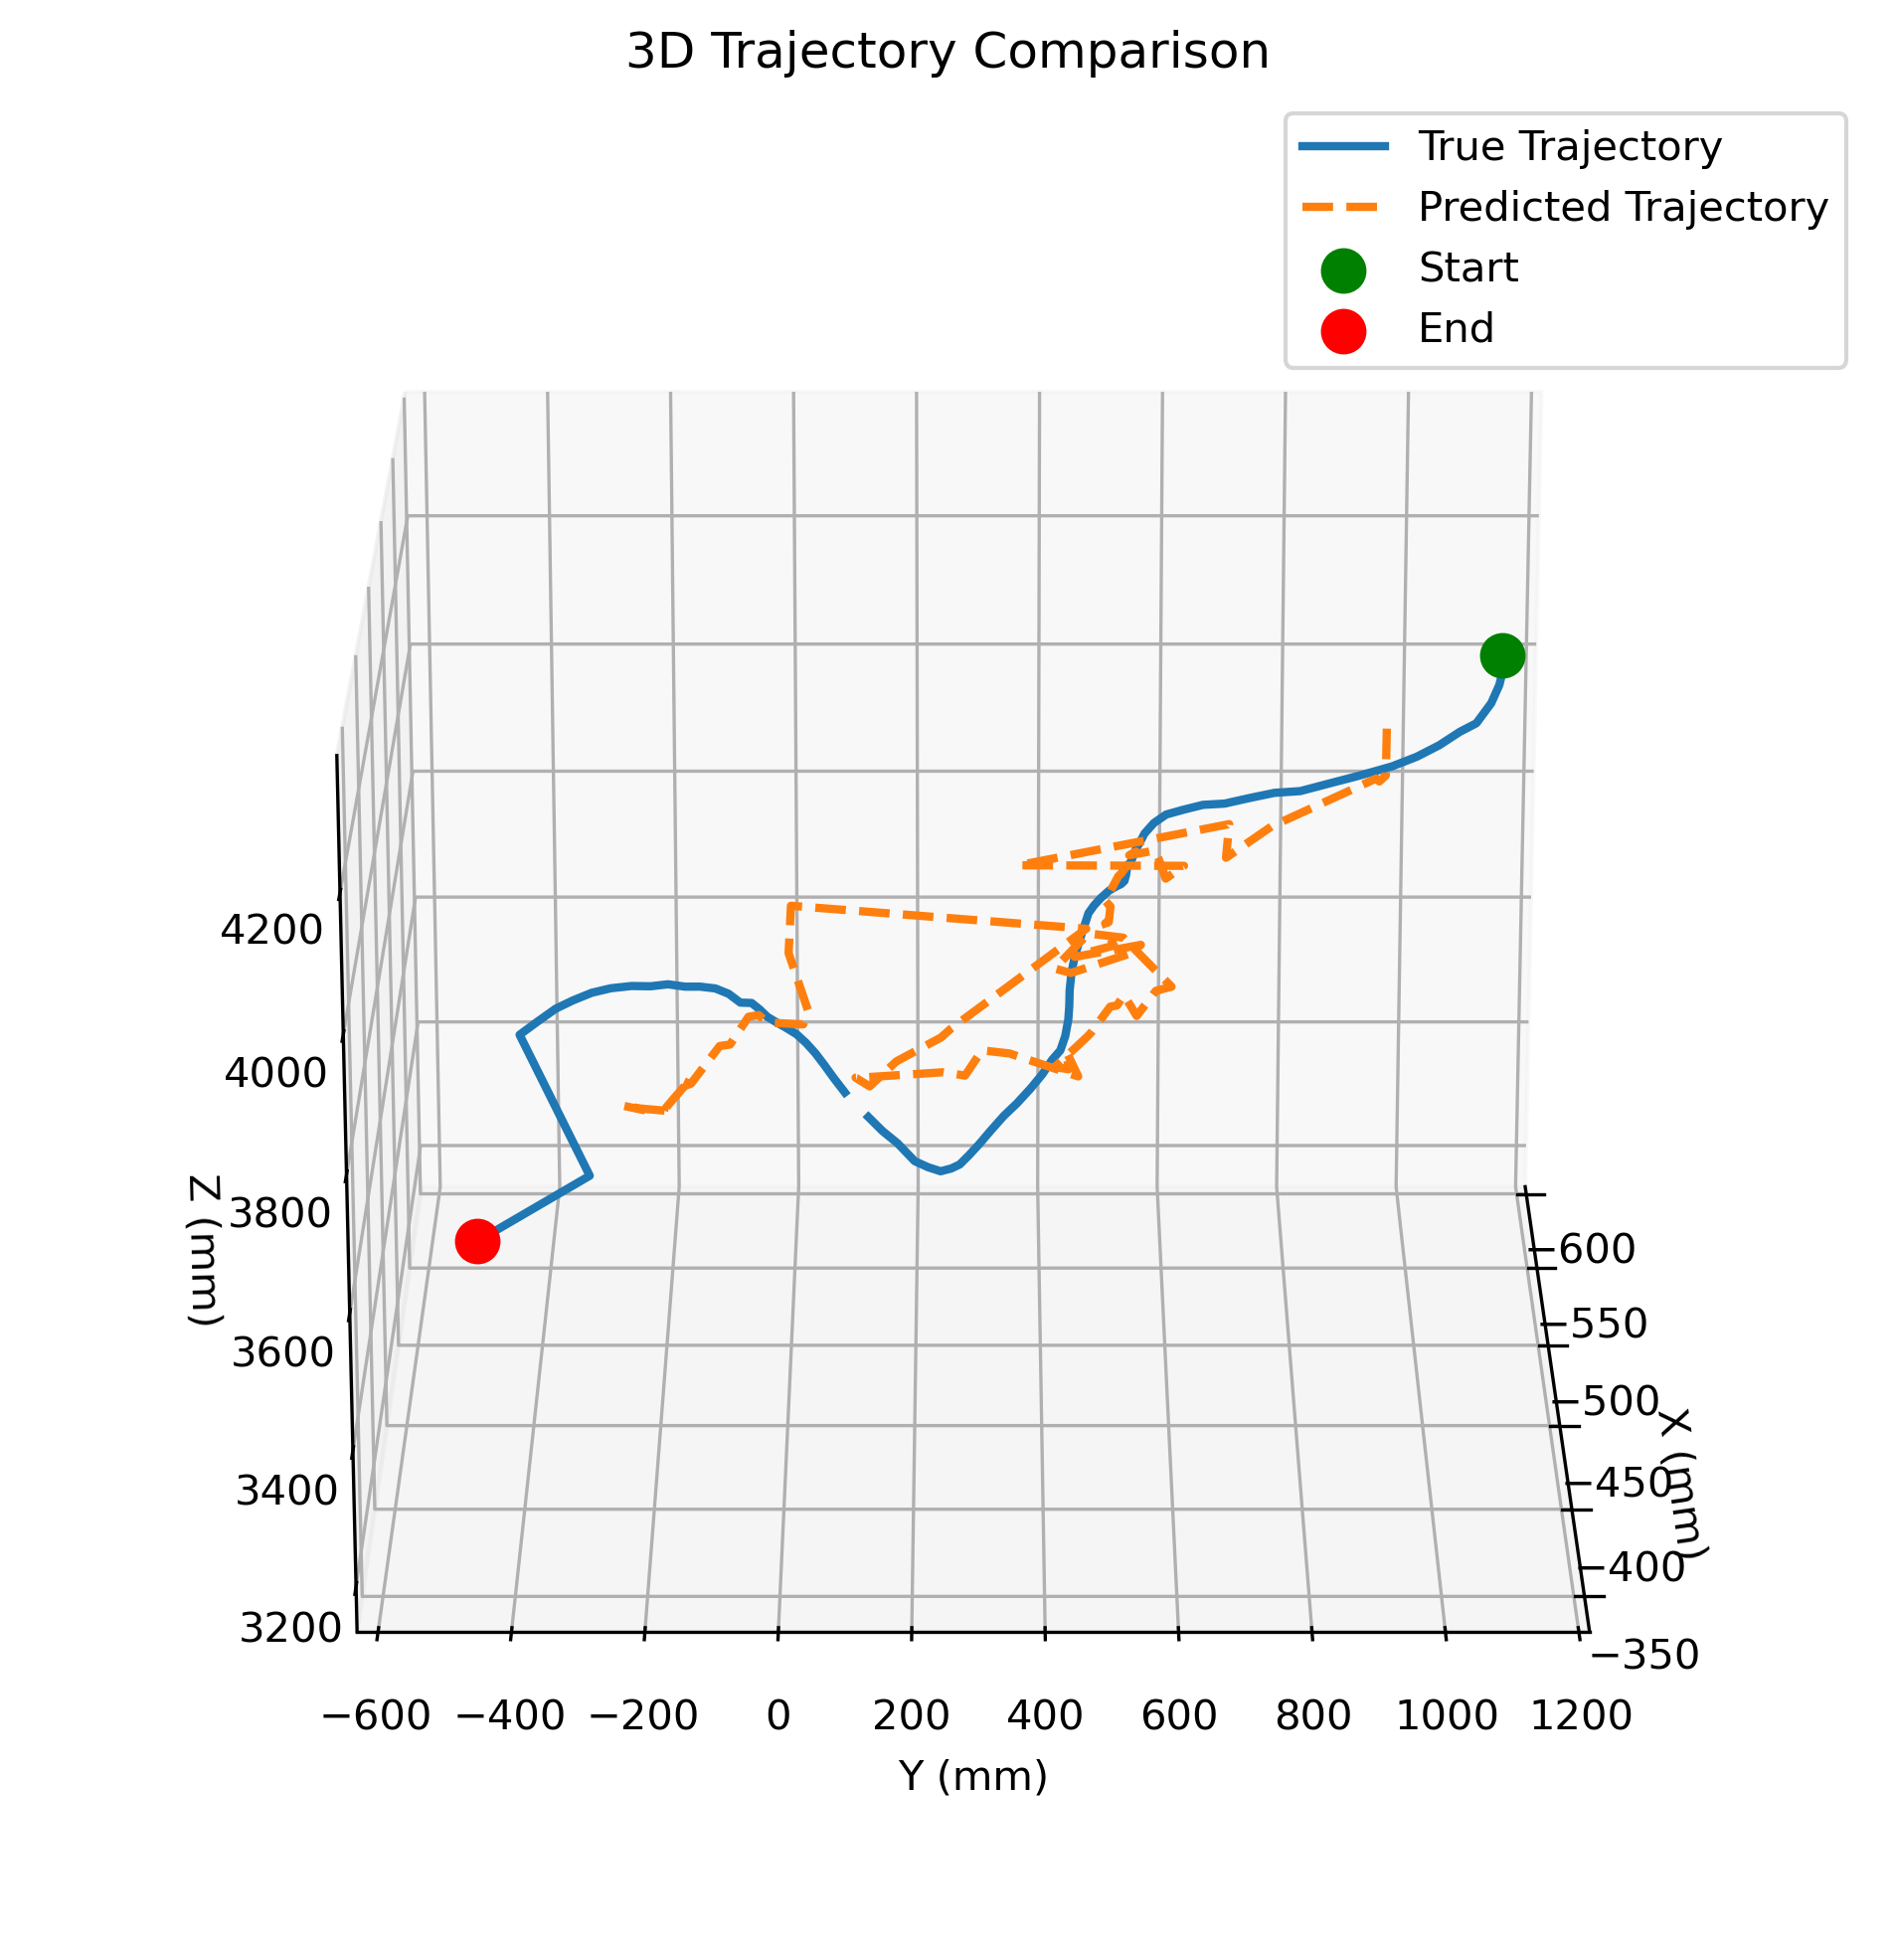 3D Trajectory Comparison
True Trajectory
Predicted Trajectory
Start
End
4200
4000
3800
3600
3400
3200
Z (mm)
−600
−550
−500
−450
−400
−350
X (mm)
−600 −400 −200 0 200 400 600 800 1000 1200
Y (mm)